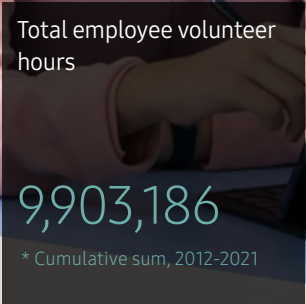 Total employee volunteer
hours
9,903,186
* Cumulative sum, 2012-2021